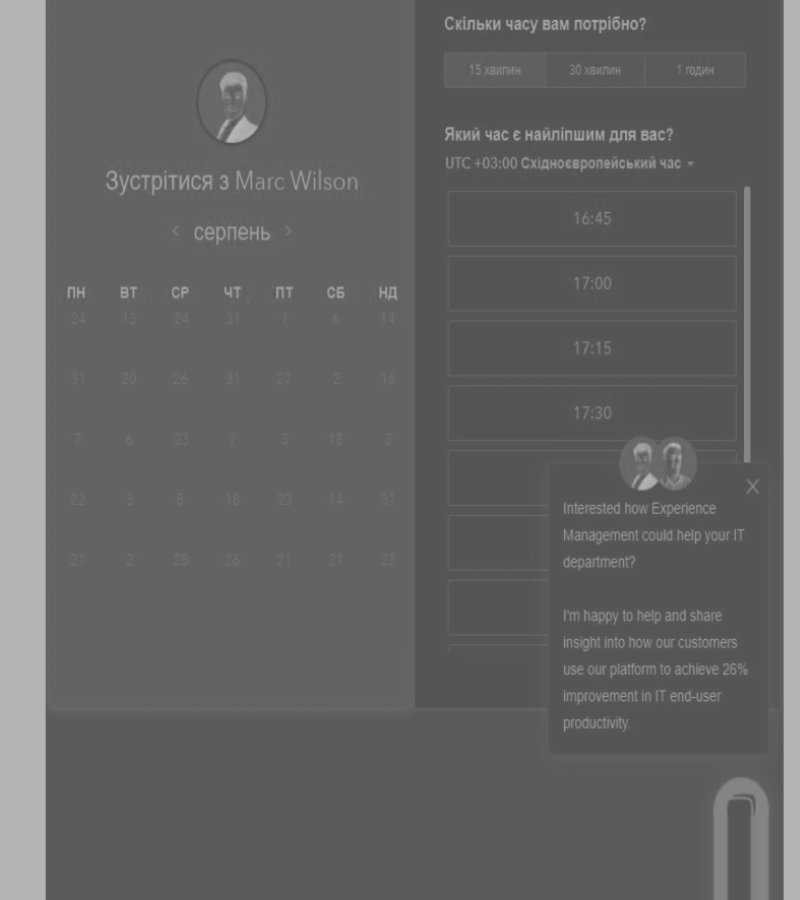 Зустрітися з Marc Wilson
‹ серпень ›
ПН ВТ СР ЧТ ПТ СБ НД
24 13 24 31 1 6 14
31 20 26 31 27 2 16
7 6 23 7 3 18 3
22 3 5 18 23 14 31
21 2 28 26 21 21 23
Скільки часу вам потрібно?
15 хвилин 30 хвилин 1 годин
Який час є найліпшим для вас?
UTC +03:00 Східноєвропейський час
16:45
17:00
17:15
17:30
X
Interested how Experience
Management could help your IT
department?
I'm happy to help and share
insight into how our customers
use our platform to achieve 26%
improvement in IT end-user
productivity.